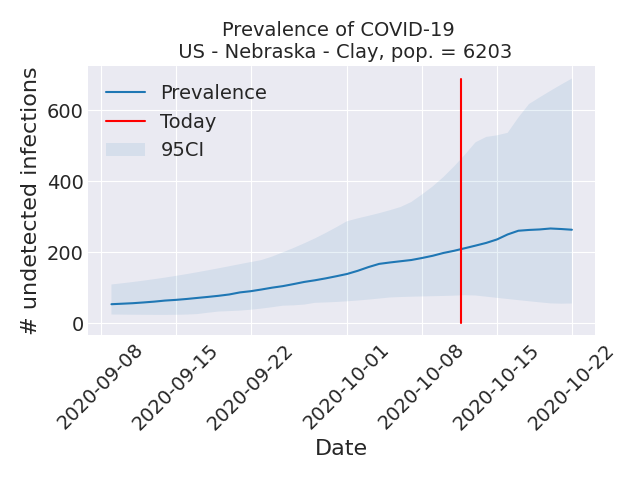 Prevalence of COVID-19
US - Nebraska - Clay, pop. = 6203
# undetected infections
600
400
200
0
Prevalence
Today
95CI
2020-09-08
2020-09-15
2020-09-22
2020-10-01
2020-10-08
2020-10-15
2020-10-22
Date